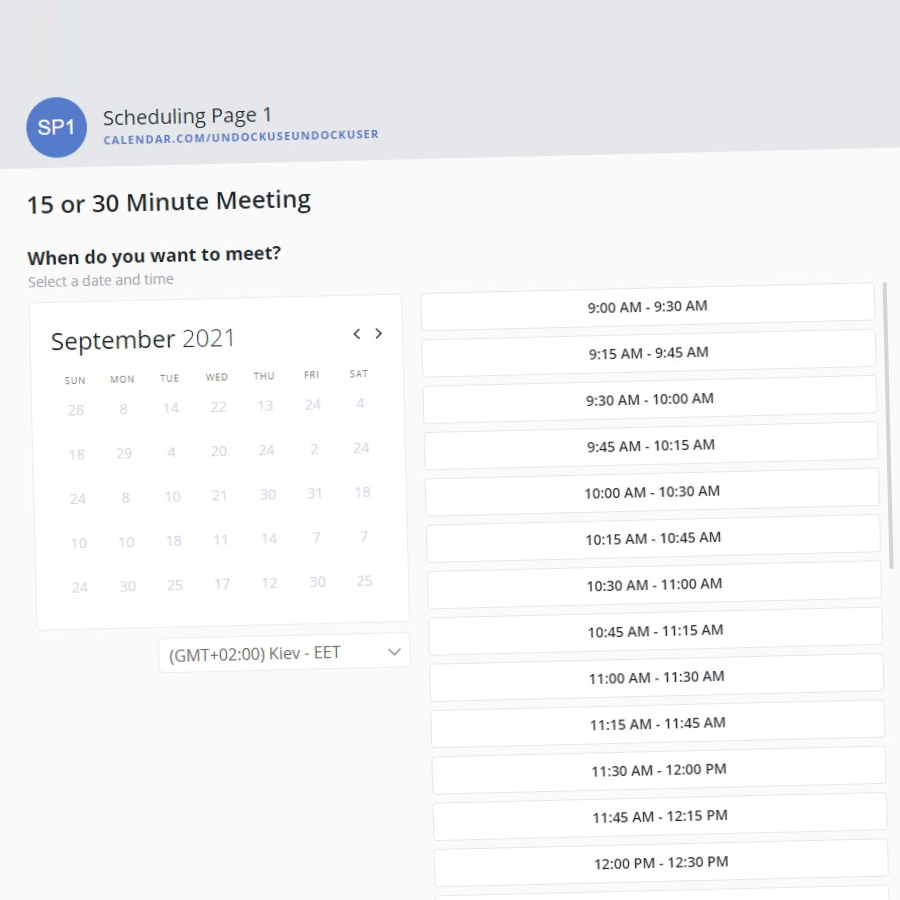 SP1
Scheduling Page 1
CALENDAR.COM/UNDOCKUSEUNDOCKUSER
15 or 30 Minute Meeting
When do you want to meet?
Select a date and time
September 2021
SUN MON TUE WED THU FRI SAT
28 8 14 22 13 24 4
18 29 4 20 24 2 24
24 8 10 21 30 31 18
10 10 18 11 14 7 7
24 30 25 17 12 30 25
(GMT+02:00) Kiev - EET
9:00 AM - 9:30 AM
9:15 AM - 9:45 AM
9:30 AM - 10:00 AM
9:45 AM - 10:15 AM
10:00 AM - 10:30 AM
10:15 AM - 10:45 AM
10:30 AM - 11:00 AM
10:45 AM - 11:15 AM
11:00 AM - 11:30 AM
11:15 AM - 11:45 AM
11:30 AM - 12:00 PM
11:45 AM - 12:15 PM
12:00 PM - 12:30 PM